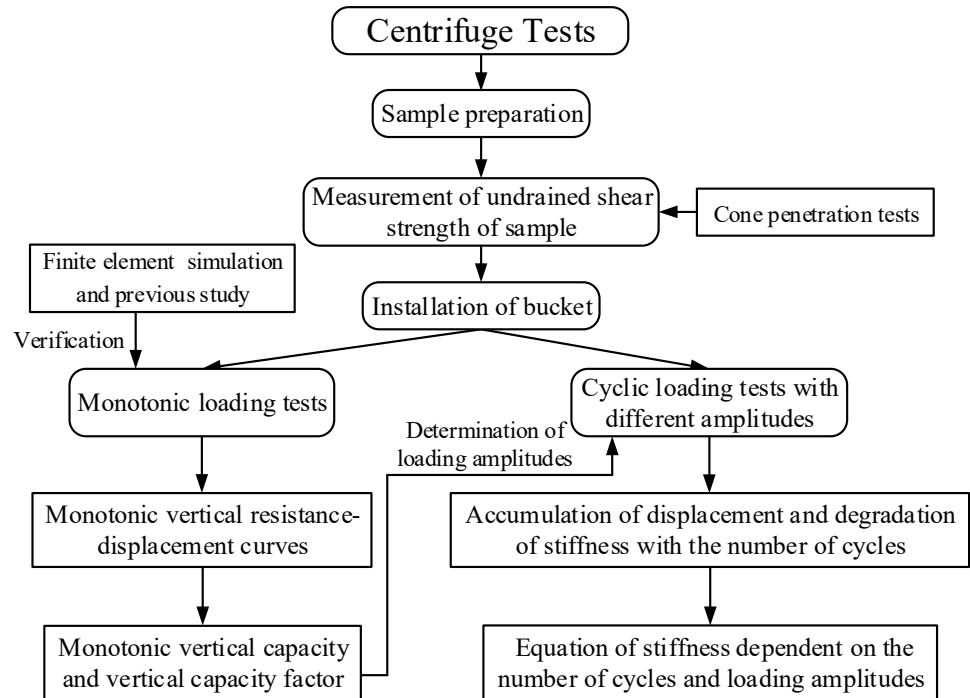 Centrifuge Tests
Sample preparation
Measurement of undrained shear
strength of sample
Cone penetration tests
Finite element simulation
and previous study
Installation of bucket
Verification
Monotonic loading tests
Cyclic loading tests with
different amplitudes
Determination of
loading amplitudes
Monotonic vertical resistance-
displacement curves
Accumulation of displacement and degradation
of stiffness with the number of cycles
Monotonic vertical capacity
and vertical capacity factor
Equation of stiffness dependent on the
number of cycles and loading amplitudes